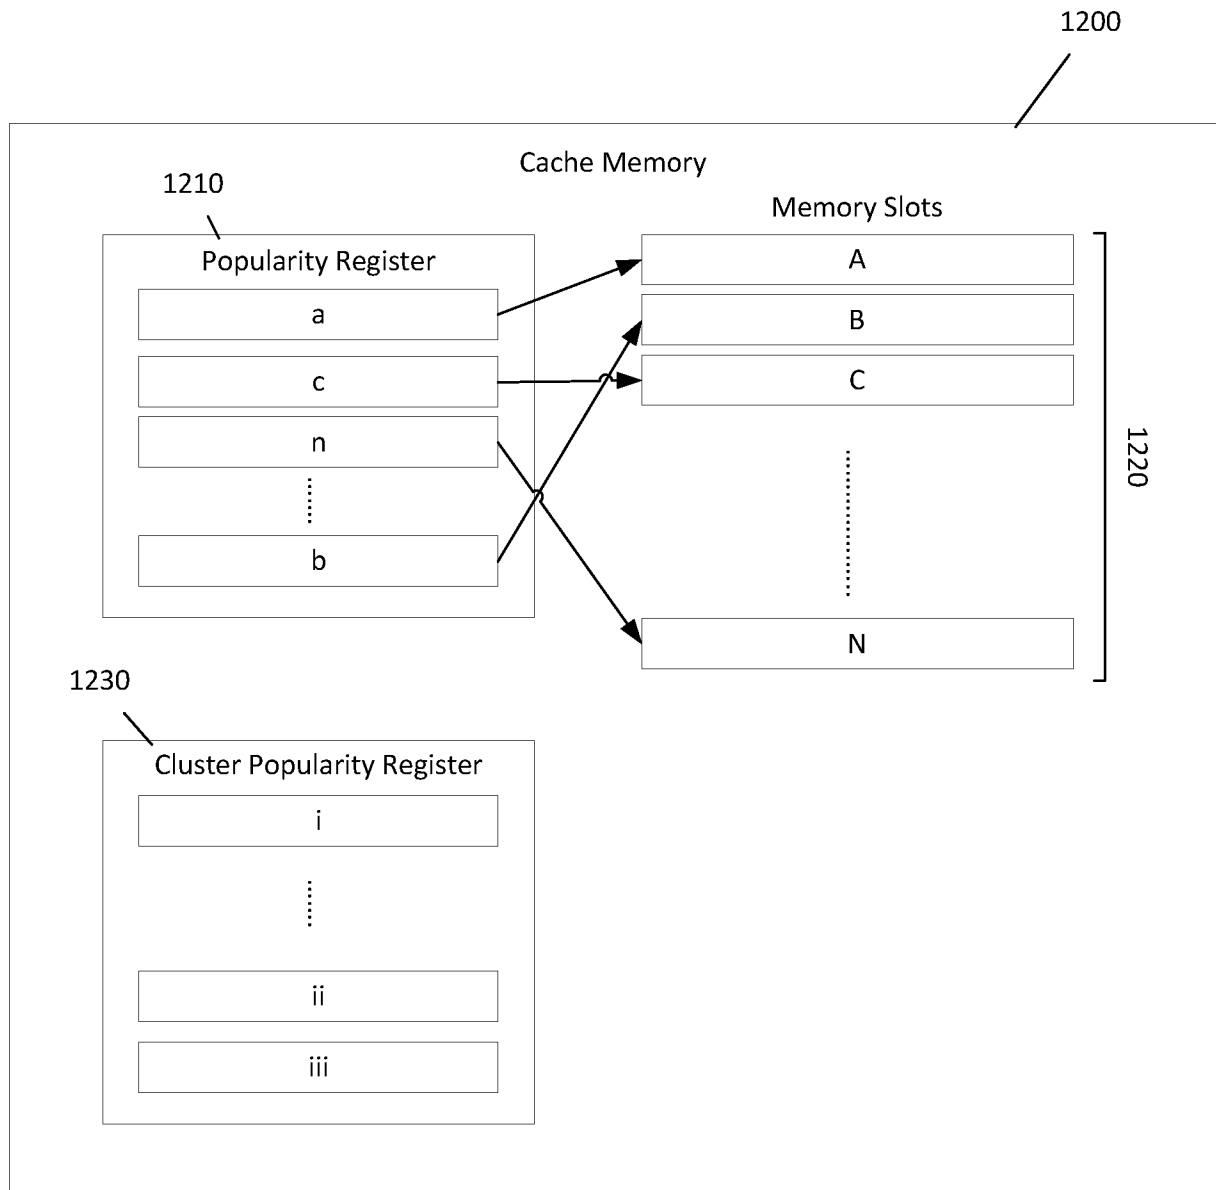 1200
Cache Memory
1210
Memory Slots
Popularity Register
A
a
B
c
C
n
1220
b
N
1230
Cluster Popularity Register
i
ii
iii